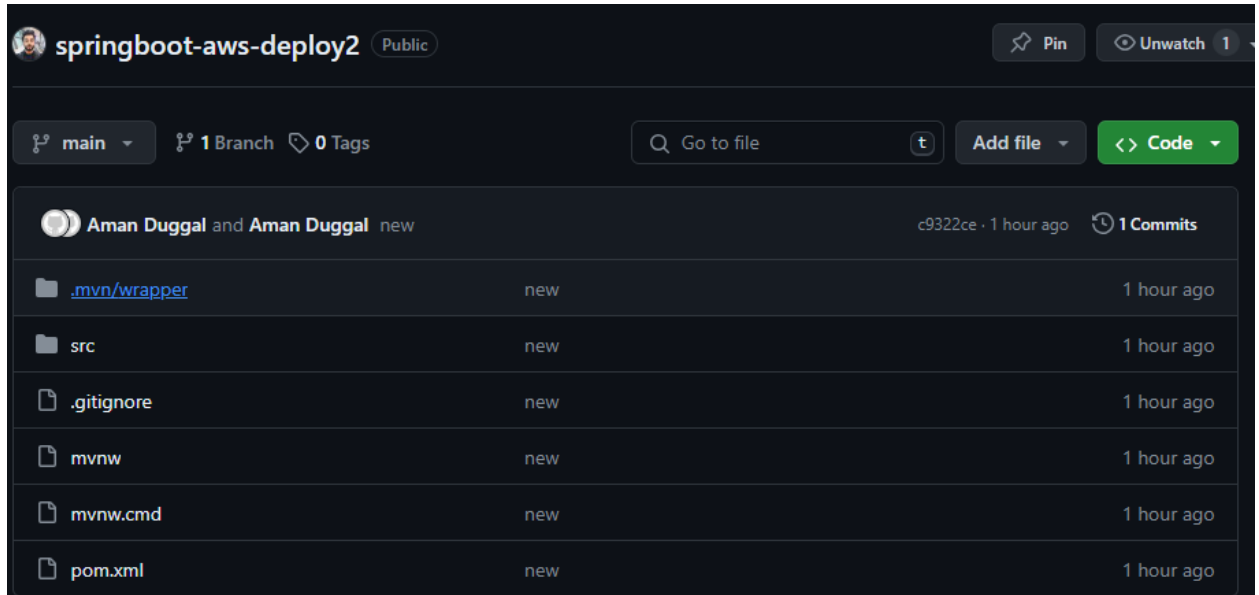 springboot-aws-deploy2 Public Pin Unwatch 1
main 1 Branch 0 Tags Go to file t Add file Code
Aman Duggal and Aman Duggal new c9322ce · 1 hour ago 1 Commits
.mvn/wrapper new 1 hour ago
src new 1 hour ago
.gitignore new 1 hour ago
mvnw new 1 hour ago
mvnw.cmd new 1 hour ago
pom.xml new 1 hour ago